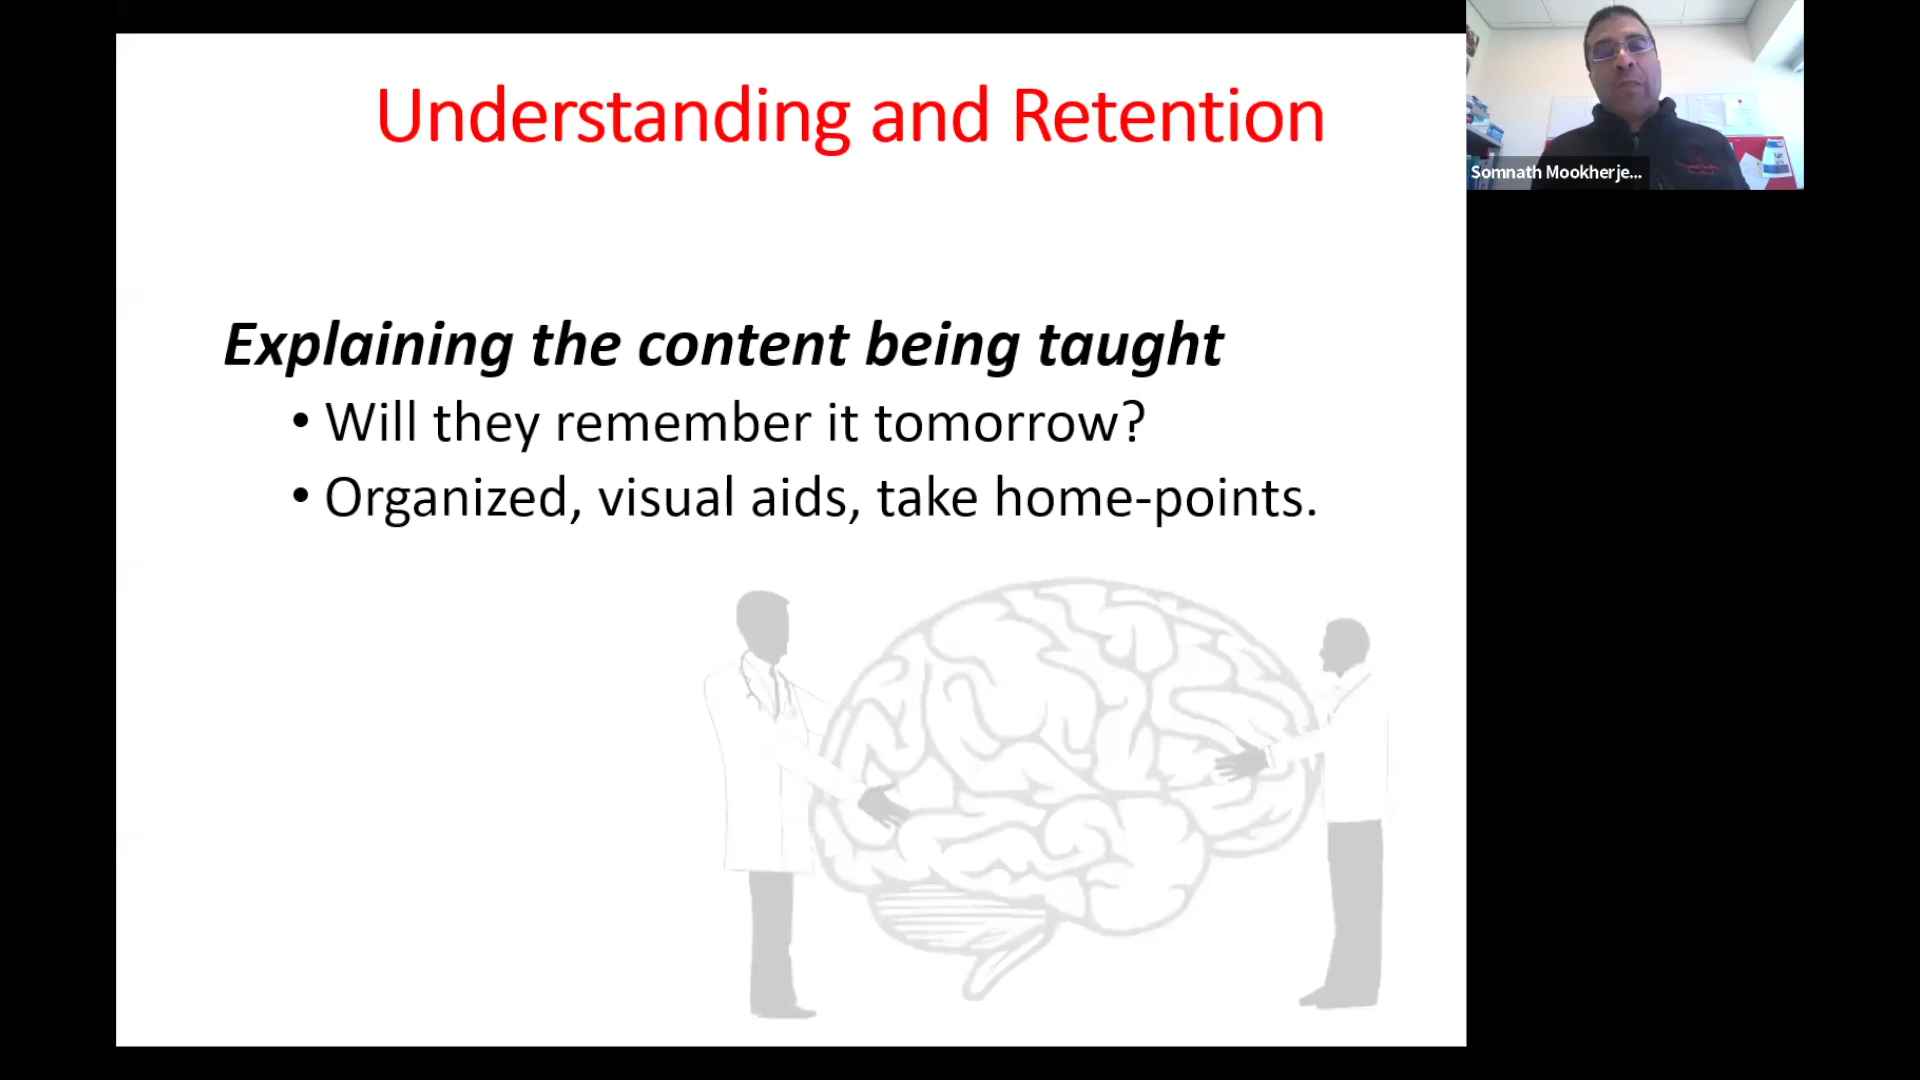 Understanding and Retention
Somnath Mookherje...
Explaining the content being taught
• Will they remember it tomorrow?
• Organized, visual aids, take home-points.